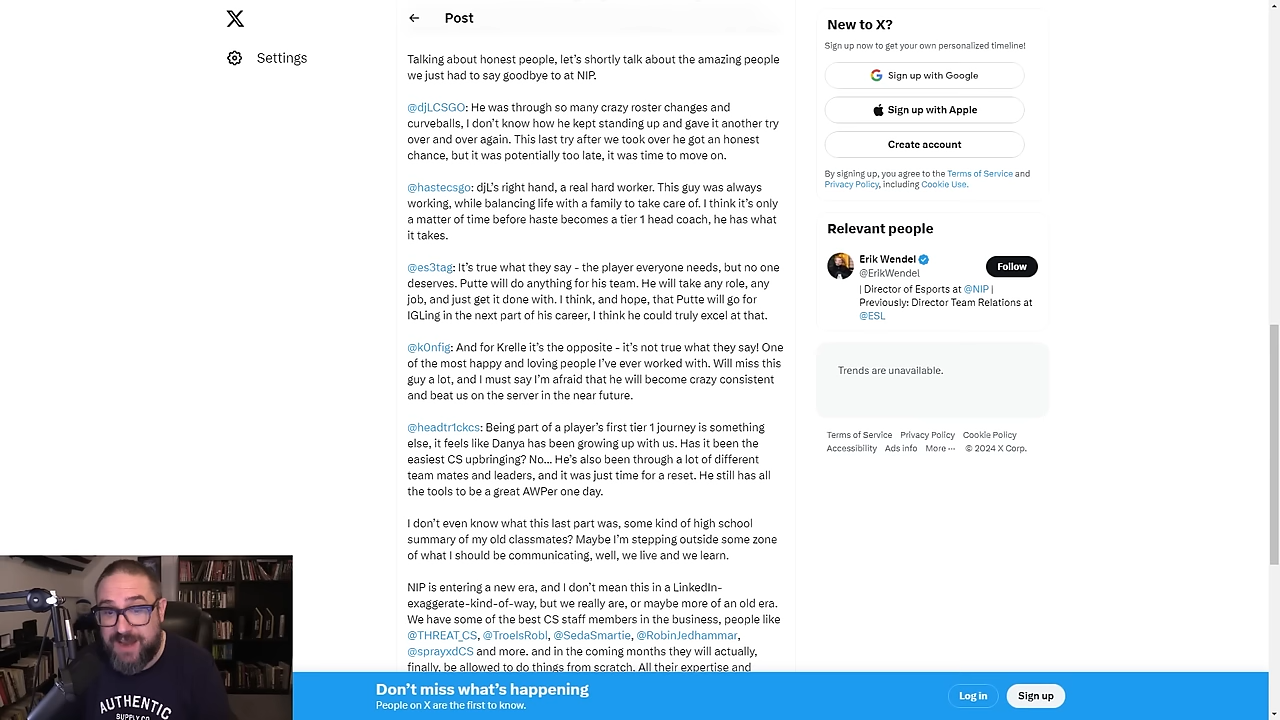 Settings
Post
Talking about honest people, let's shortly talk about the amazing people
we just had to say goodbye to at NIP.
@djLCSGO: He was through so many crazy roster changes and
curveballs, I don't know how he kept standing up and gave it another try
over and over again. This last try after we took over he got an honest
chance, but it was potentially too late, it was time to move on.
@hastecsgo: djL's right hand, a real hard worker. This guy was always
working, while balancing life with a family to take care of. I think it's only
a matter of time before haste becomes a tier 1 head coach, he has what
it takes.
@es3tag: It's true what they say - the player everyone needs, but no one
deserves. Putte will do anything for his team. He will take any role, any
job, and just get it done with. I think, and hope, that Putte will go for
IGLing in the next part of his career, I think he could truly excel at that.
@k0nfig: And for Krelle it's the opposite - it's not true what they say! One
of the most happy and loving people I've ever worked with. Will miss this
guy a lot, and I must say I'm afraid that he will become crazy consistent
and beat us on the server in the near future.
@headtr1ckcs: Being part of a player's first tier 1 journey is something
else, it feels like Danya has been growing up with us. Has it been the
easiest CS upbringing? No... He's also been through a lot of different
team mates and leaders, and it was just time for a reset. He still has all
the tools to be a great AWPer one day.
I don't even know what this last part was, some kind of high school
summary of my old classmates? Maybe I'm stepping outside some zone
of what I should be communicating, well, we live and we learn.
NIP is entering a new era, and I don't mean this in a LinkedIn-
exaggerate-kind-of-way, but we really are, or maybe more of an old era.
We have some of the best CS staff members in the business, people like
@THREAT_CS, @TroelsRobl, @SedaSmartie, @RobinJedhammar,
@sprayxdCS and more. and in the coming months they will actually,
finally, be allowed to do things from scratch. All their expertise and
New to X?
Sign up now to get your own personalized timeline!
Sign up with Google
Sign up with Apple
Create account
By signing up, you agree to the Terms of Service and
Privacy Policy, including Cookie Use.
Relevant people
Erik Wendel
@ErikWendel
Follow
| Director of Esports at @NIP |
Previously: Director Team Relations at
@ESL
Trends are unavailable.
Terms of Service Privacy Policy Cookie Policy
Accessibility Ads info More ··· © 2024 X Corp.
AUTHENTIC
SUPPLY CO
Don't miss what's happening
People on X are the first to know.
Log in
Sign up